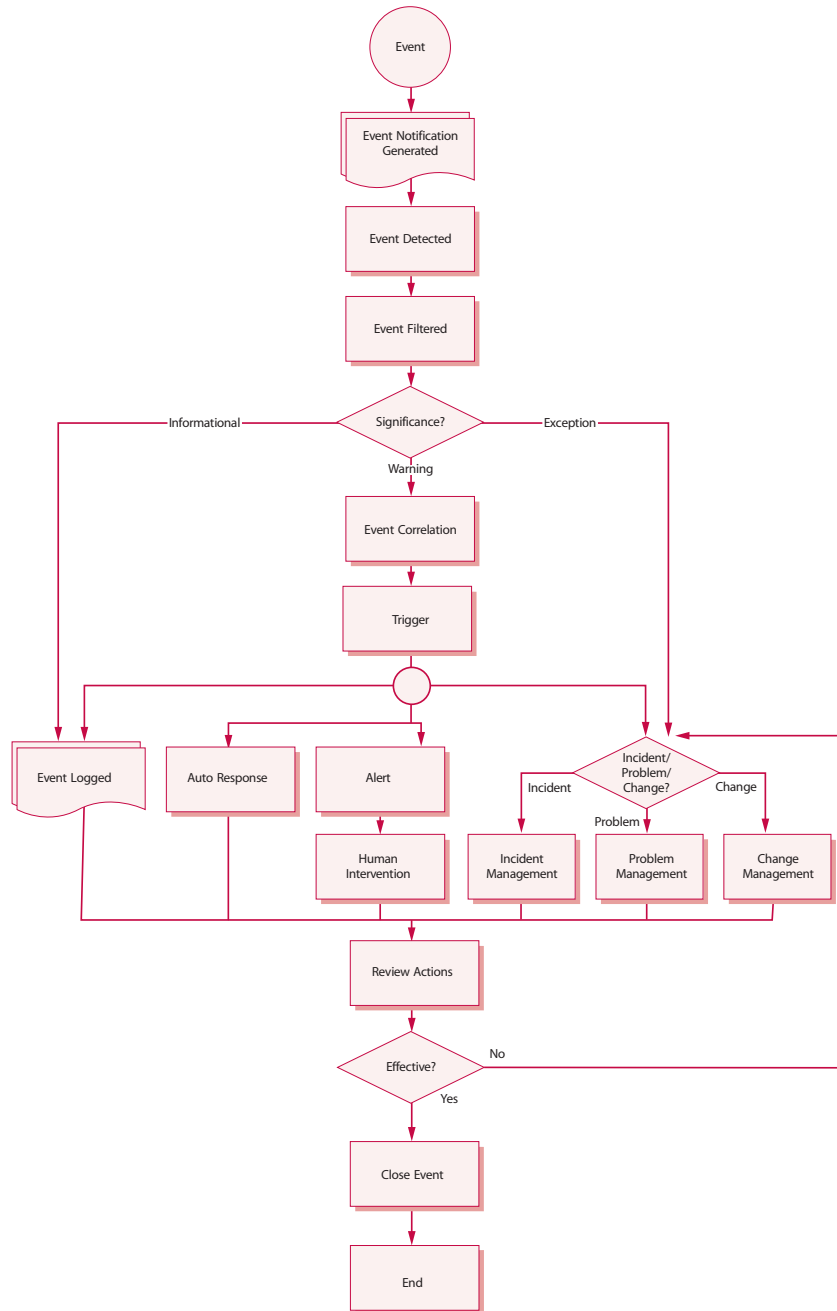 Event
Event Notification
Generated
Event Detected
Event Filtered
Significance?
Informational
Exception
Warning
Event Correlation
Trigger
Event Logged
Auto Response
Alert
Incident/
Problem/
Change?
Incident
Change
Problem
Human
Intervention
Incident
Management
Problem
Management
Change
Management
Review Actions
Effective?
No
Yes
Close Event
End